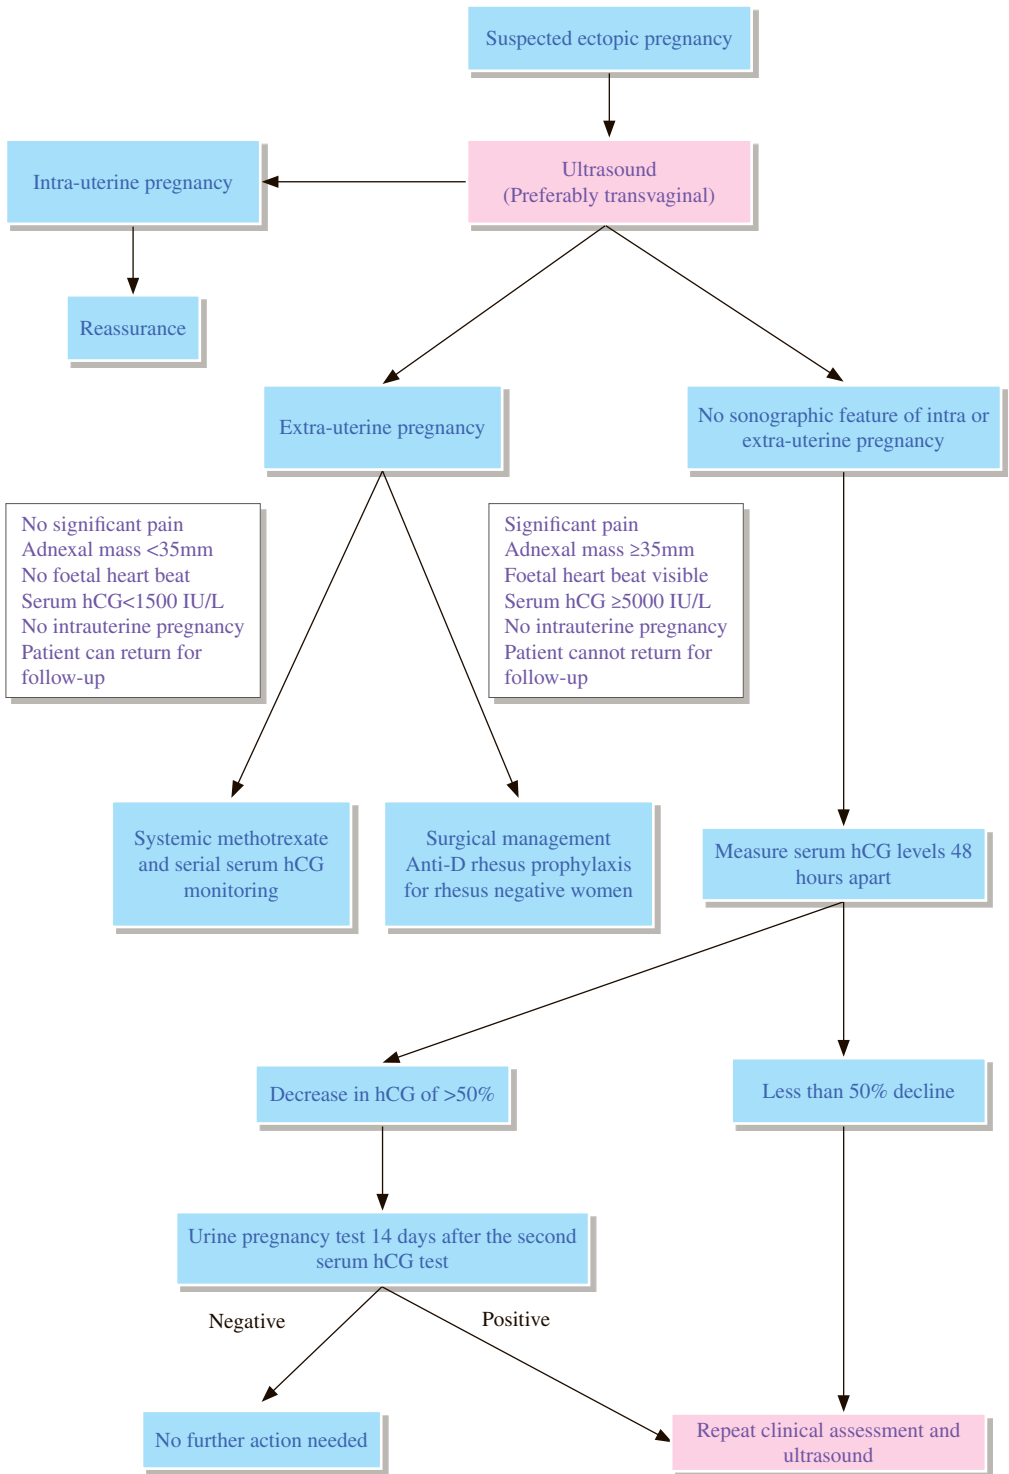 Suspected ectopic pregnancy
Intra-uterine pregnancy
Ultrasound
(Preferably transvaginal)
Reassurance
Extra-uterine pregnancy
No sonographic feature of intra or
extra-uterine pregnancy
No significant pain
Adnexal mass <35mm
No foetal heart beat
Serum hCG<1500 IU/L
No intrauterine pregnancy
Patient can return for
follow-up
Significant pain
Adnexal mass ≥35mm
Foetal heart beat visible
Serum hCG ≥5000 IU/L
No intrauterine pregnancy
Patient cannot return for
follow-up
Systemic methotrexate
and serial serum hCG
monitoring
Surgical management
Anti-D rhesus prophylaxis
for rhesus negative women
Measure serum hCG levels 48
hours apart
Decrease in hCG of >50%
Less than 50% decline
Urine pregnancy test 14 days after the second
serum hCG test
Negative
Positive
No further action needed
Repeat clinical assessment and
ultrasound